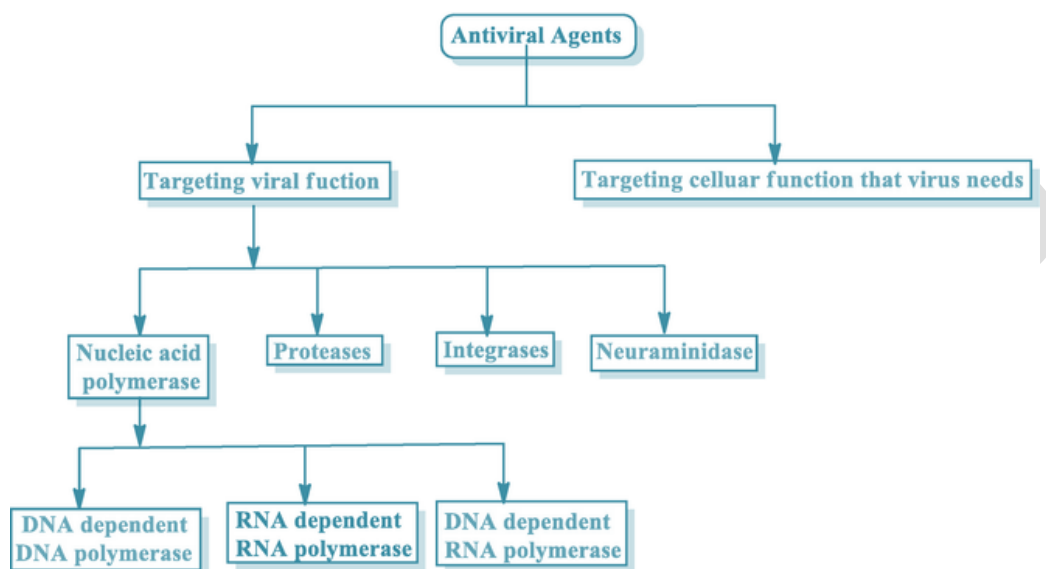 Antiviral Agents
Targeting viral fuction
Targeting celluar function that virus needs
Nucleic acid
polymerase
Proteases
Integrases
Neuraminidase
DNA dependent
DNA polymerase
RNA dependent
RNA polymerase
DNA dependent
RNA polymerase